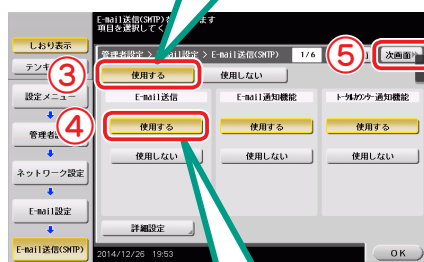 E-mail送信(SMTP)を
ます
項目を選択してく
しおり表示
管理者設定 > 
設定 > E-mail送信(SMTP)
1/6
⑤
次画面
テンキ
③
使用する
使用しない
設定メニュー
E-mail送信
E-mail通知機能
トータルカウンター通知機能
④
管理者
使用する
使用する
使用する
使用しない
使用しない
使用しない
ネットワーク設定
E-mail設定
詳細設定
E-mail送信(SMTP)
2014/12/26 19:53
OK